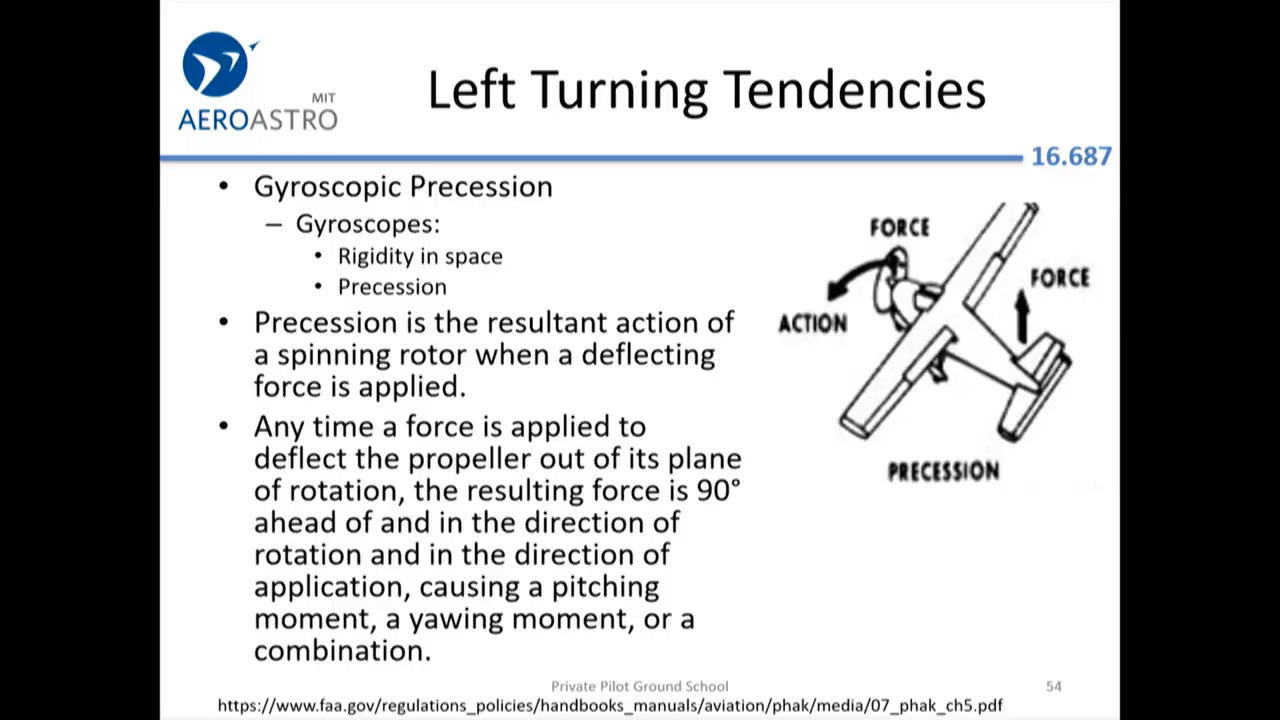 MIT
AEROASTRO
Left Turning Tendencies
16.687
• Gyroscopic Precession
– Gyroscopes:
• Rigidity in space
• Precession
• Precession is the resultant action of
a spinning rotor when a deflecting
force is applied.
• Any time a force is applied to
deflect the propeller out of its plane
of rotation, the resulting force is 90°
ahead of and in the direction of
rotation and in the direction of
application, causing a pitching
moment, a yawing moment, or a
combination.
FORCE
FORCE
ACTION
PRECESSION
Private Pilot Ground School
54
https://www.faa.gov/regulations_policies/handbooks_manuals/aviation/phak/media/07_phak_ch5.pdf